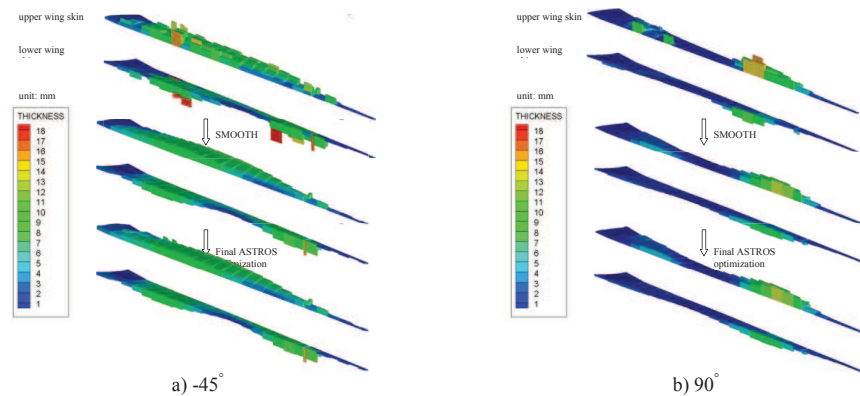 upper wing skin
lower wing
unit: mm
THICKNESS
18
17
16
15
14
13
12
11
10
9
8
7
6
5
4
3
2
1
SMOOTH
Final ASTROS
a) -45°
upper wing skin
lower wing
unit: mm
THICKNESS
18
17
16
15
14
13
12
11
10
9
8
7
6
5
4
3
2
1
SMOOTH
Final ASTROS
optimization
b) 90°